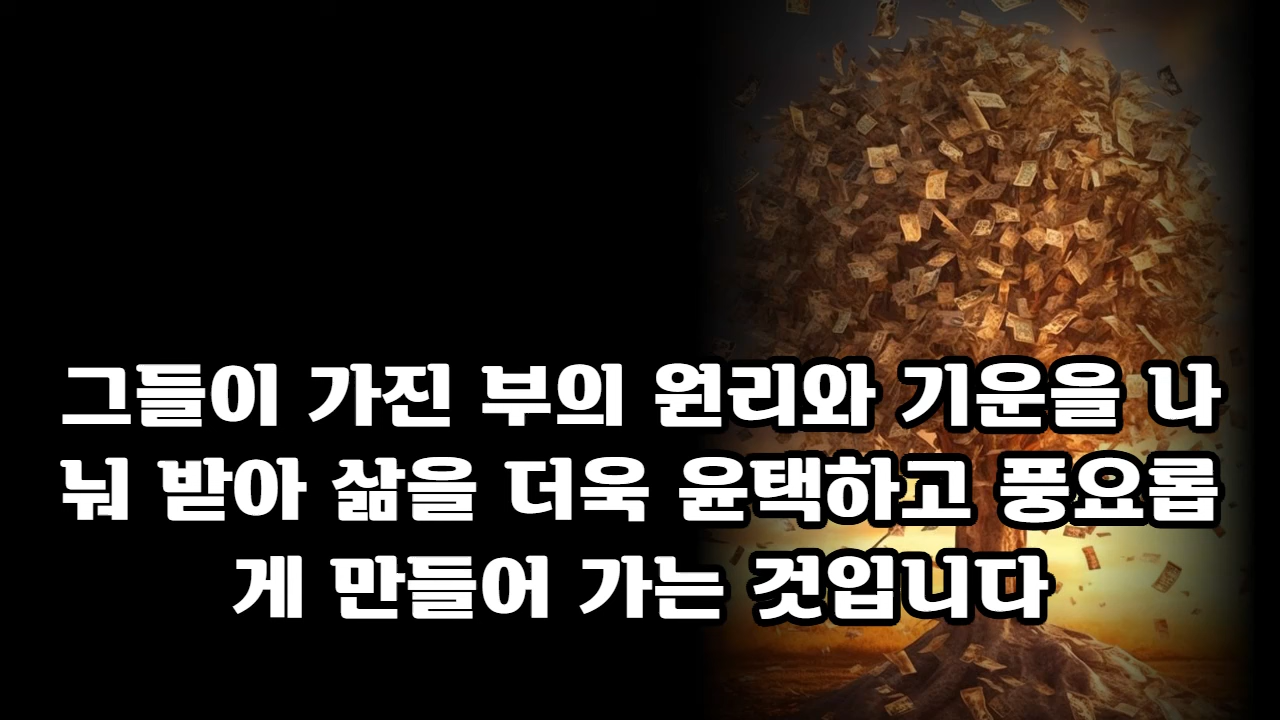 그들이 가진 부의 원리와 기운을 나
눠 받아 삶을 더욱 윤택하고 풍요롭
게 만들어 가는 것입니다